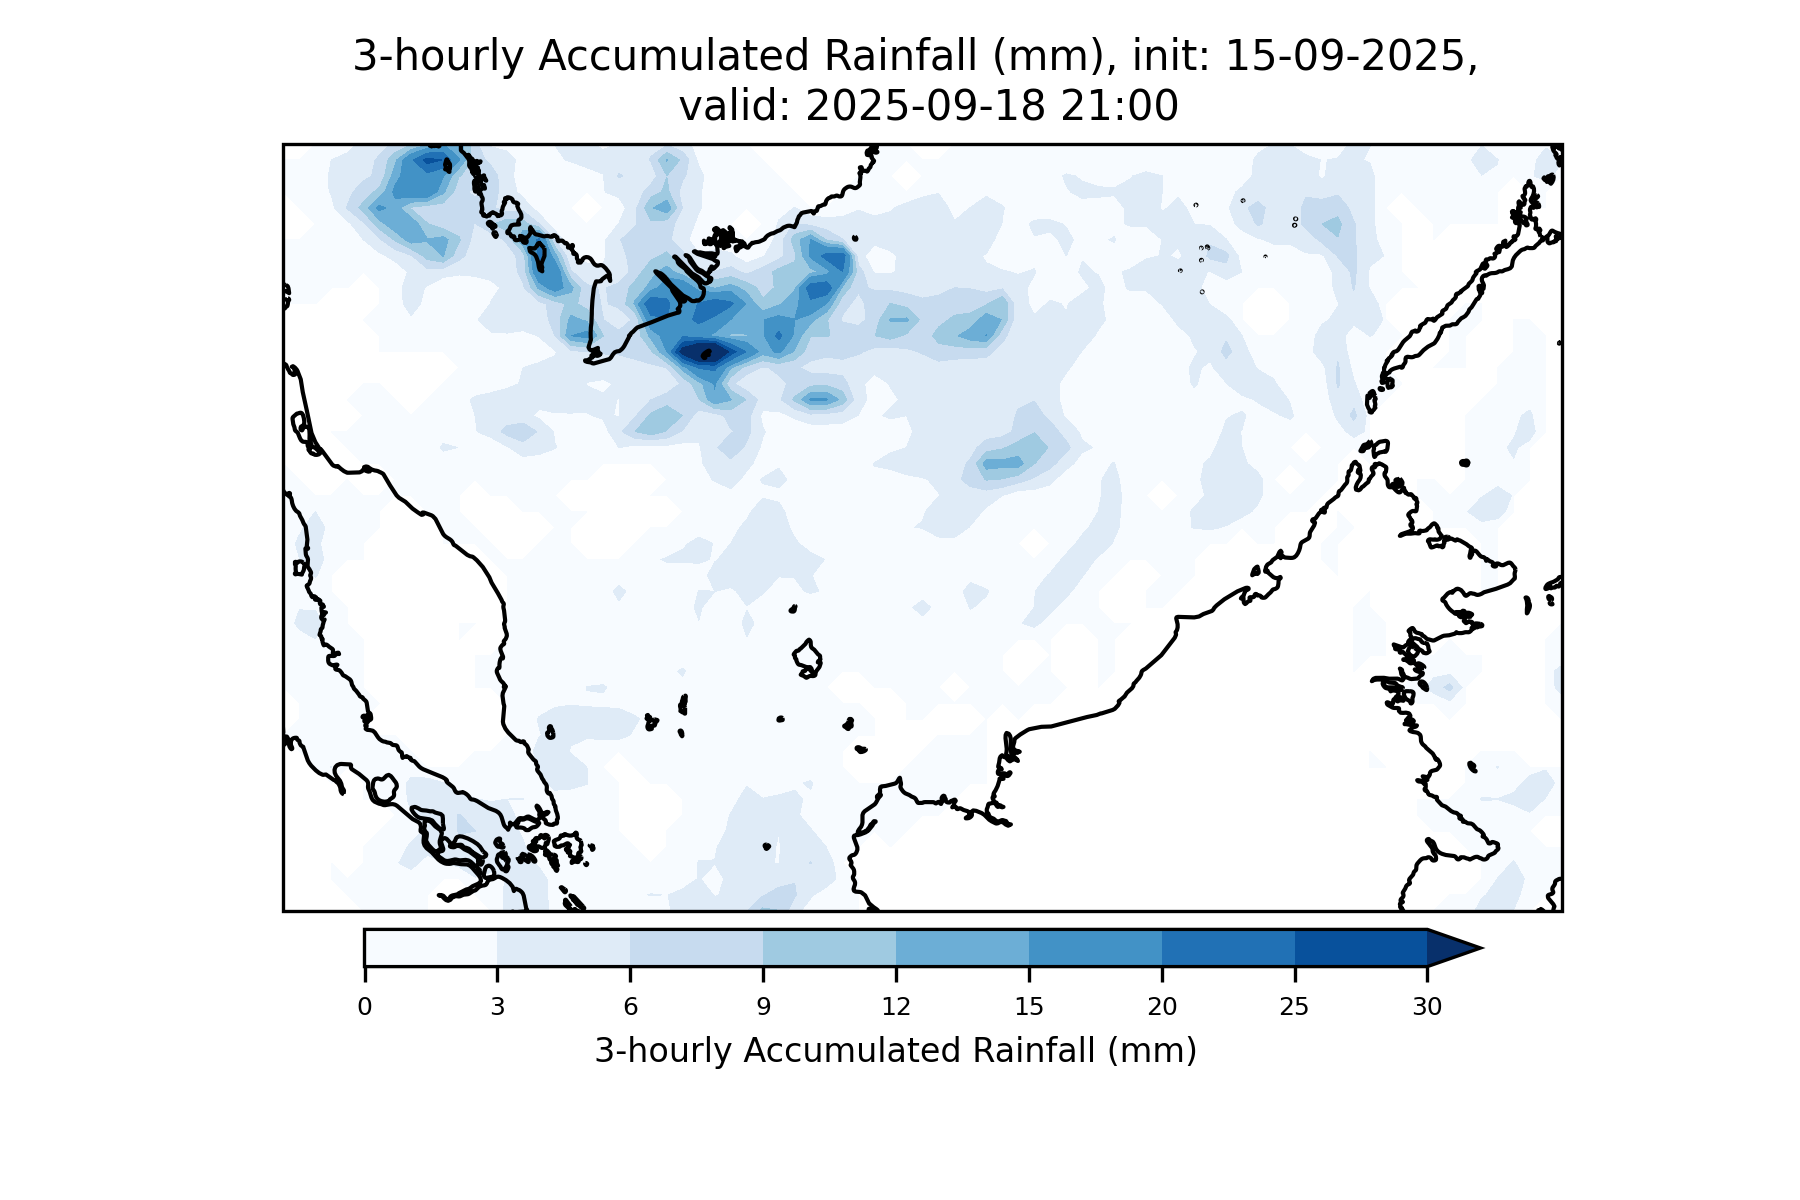 3-hourly Accumulated Rainfall (mm), init: 15-09-2025,
valid: 2025-09-18 21:00
0 3 6 9 12 15 20 25 30
3-hourly Accumulated Rainfall (mm)